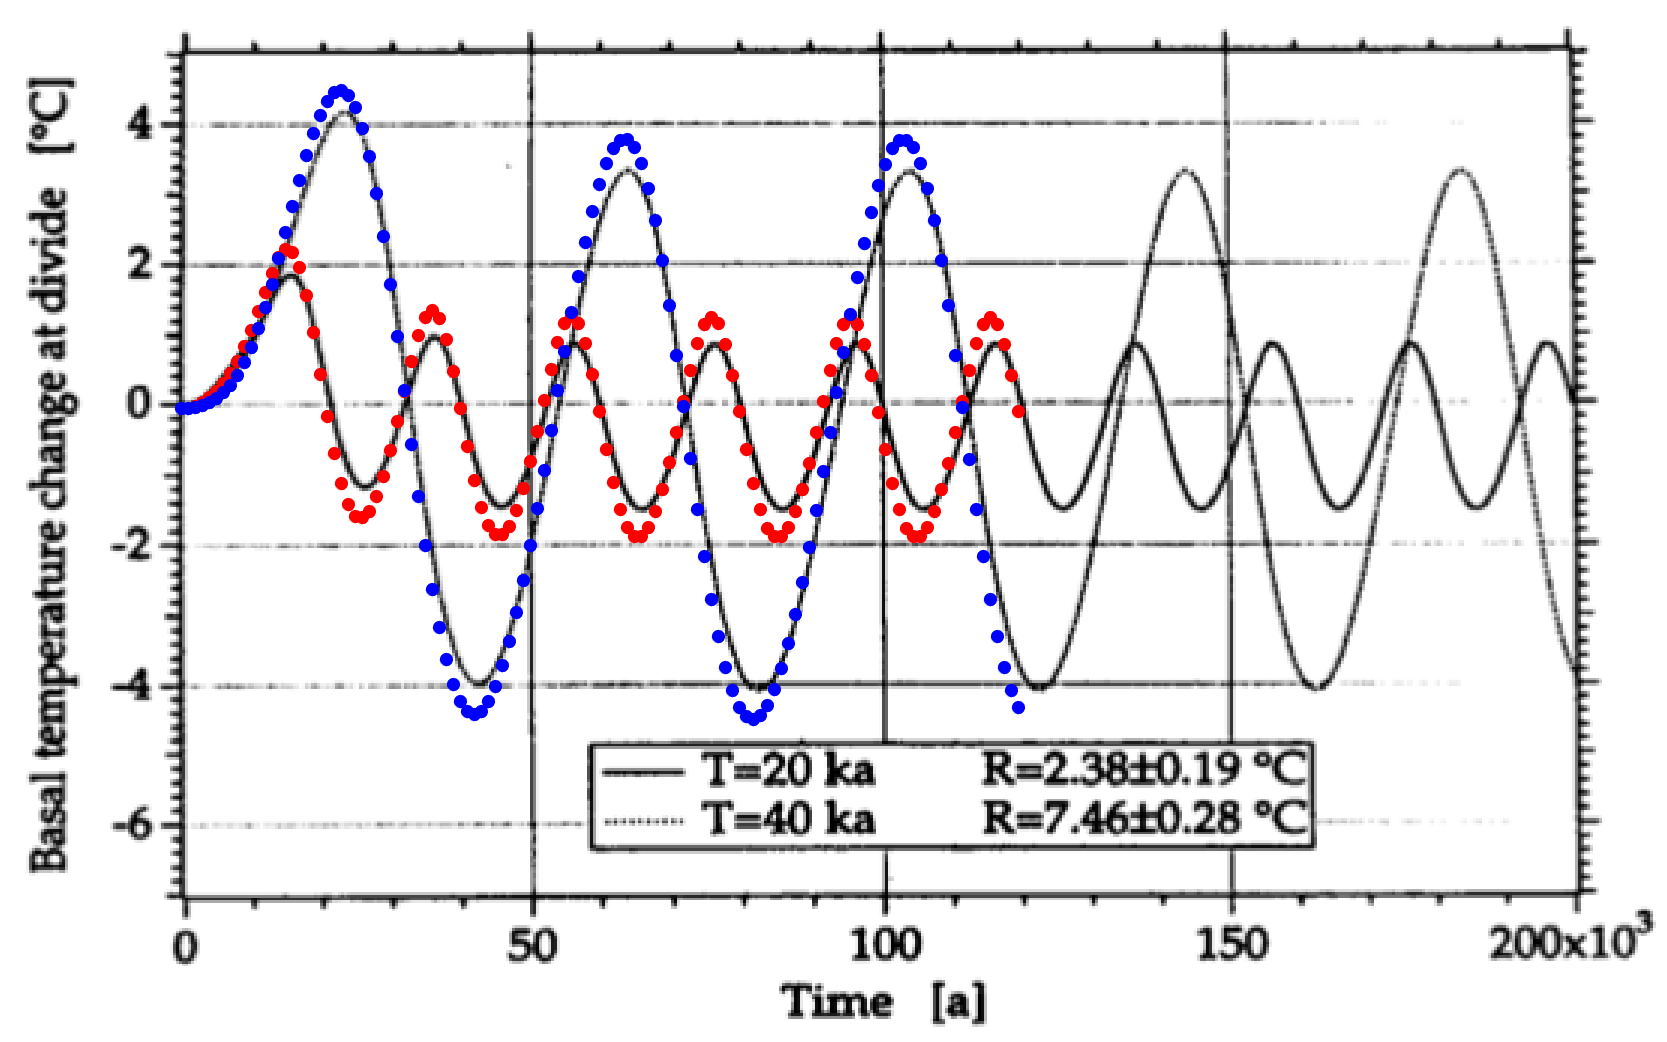 Basal temperature change at divide [°C]
4
2
0
-2
-4
-6
T=20 ka R=2.38±0.19 °C
T=40 ka R=7.46±0.28 °C
0 50 100 150 200x10³
Time [a]